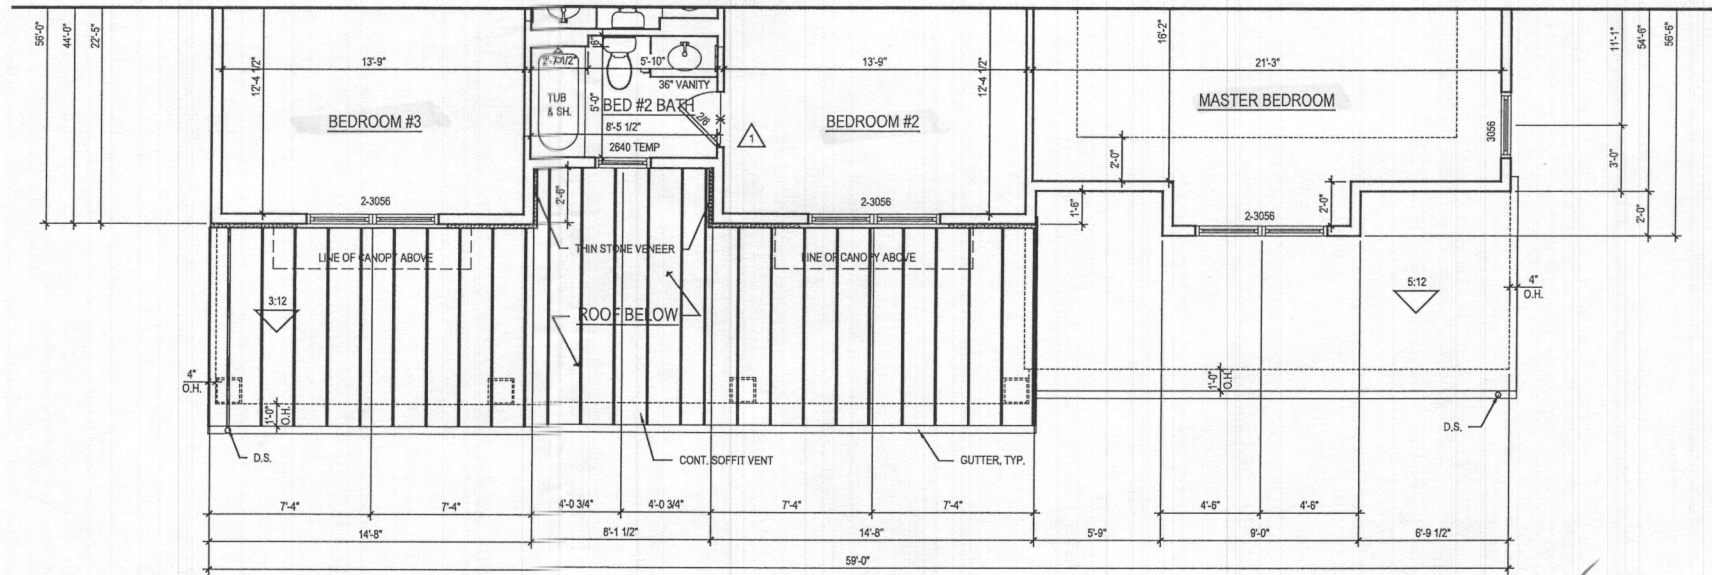 56'-0"
44'-0"
22'-5"
13'-9"
12'-4 1/2"
BEDROOM #3
2-3056
2'-7 1/2"
6"
5'-10"
36" VANITY
TUB
& SH.
5'-0"
BED #2 BATH
2/6
8'-5 1/2"
2640 TEMP
1
13'-9"
12'-4 1/2"
BEDROOM #2
2-3056
16'-2"
21'-3"
MASTER BEDROOM
2'-0"
3056
11'-1"
3'-0"
54'-6"
56'-6"
2'-0"
1'-6"
2-3056
2'-0"
2'-6"
THIN STONE VENEER
LINE OF CANOPY ABOVE
LINE OF CANOPY ABOVE
3:12
ROOF BELOW
5:12
4"
O.H.
4"
O.H.
1'-0"
O.H.
1'-0"
O.H.
D.S.
CONT. SOFFIT VENT
GUTTER, TYP.
D.S.
7'-4"
7'-4"
4'-0 3/4"
4'-0 3/4"
7'-4"
7'-4"
4'-6"
4'-6"
14'-8"
8'-1 1/2"
14'-8"
5'-9"
9'-0"
6'-9 1/2"
59'-0"